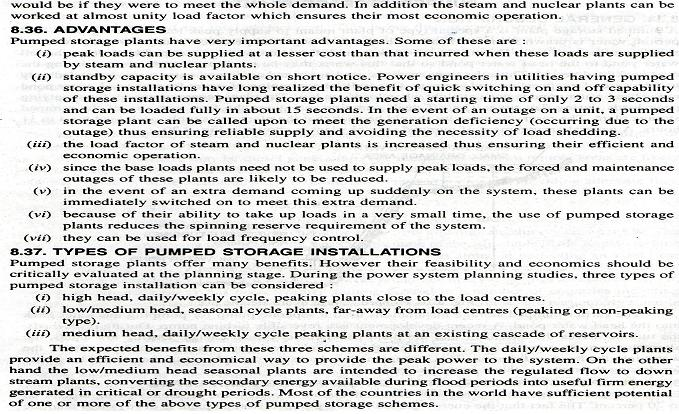 would be if they were to meet the whole demand. In addition the steam and nuclear plants can be
worked at almost unity load factor which ensures their most economic operation.
8.36. ADVANTAGES
Pumped storage plants have very important advantages. Some of these are :
(i) peak loads can be supplied at a lesser cost than that incurred when these loads are supplied
by steam and nuclear plants.
(ii) standby capacity is available on short notice. Power engineers in utilities having pumped
storage installations have long realized the benefit of quick switching on and off capability
of these installations. Pumped storage plants need a starting time of only 2 to 3 seconds
and can be loaded fully in about 15 seconds. In the event of an outage on a unit, a pumped
storage plant can be called upon to meet the generation deficiency (occurring due to the
outage) thus ensuring reliable supply and avoiding the necessity of load shedding.
(iii) the load factor of steam and nuclear plants is increased thus ensuring their efficient and
economic operation.
(iv) since the base loads plants need not be used to supply peak loads, the forced and maintenance
outages of these plants are likely to be reduced.
(v) in the event of an extra demand coming up suddenly on the system, these plants can be
immediately switched on to meet this extra demand.
(vi) because of their ability to take up loads in a very small time, the use of pumped storage
plants reduces the spinning reserve requirement of the system.
(vii) they can be used for load frequency control.
8.37. TYPES OF PUMPED STORAGE INSTALLATIONS
Pumped storage plants offer many benefits. However their feasibility and economics should be
critically evaluated at the planning stage. During the power system planning studies, three types of
pumped storage installation can be considered :
(i) high head, daily/weekly cycle, peaking plants close to the load centres.
(ii) low/medium head, seasonal cycle plants, far-away from load centres (peaking or non-peaking
type).
(iii) medium head, daily/weekly cycle peaking plants at an existing cascade of reservoirs.
The expected benefits from these three schemes are different. The daily/weekly cycle plants
provide an efficient and economical way to provide the peak power to the system. On the other
hand the low/medium head seasonal plants are intended to increase the regulated flow to down
stream plants, converting the secondary energy available during flood periods into useful firm energy
generated in critical or drought periods. Most of the countries in the world have sufficient potential
of one or more of the above types of pumped storage schemes.